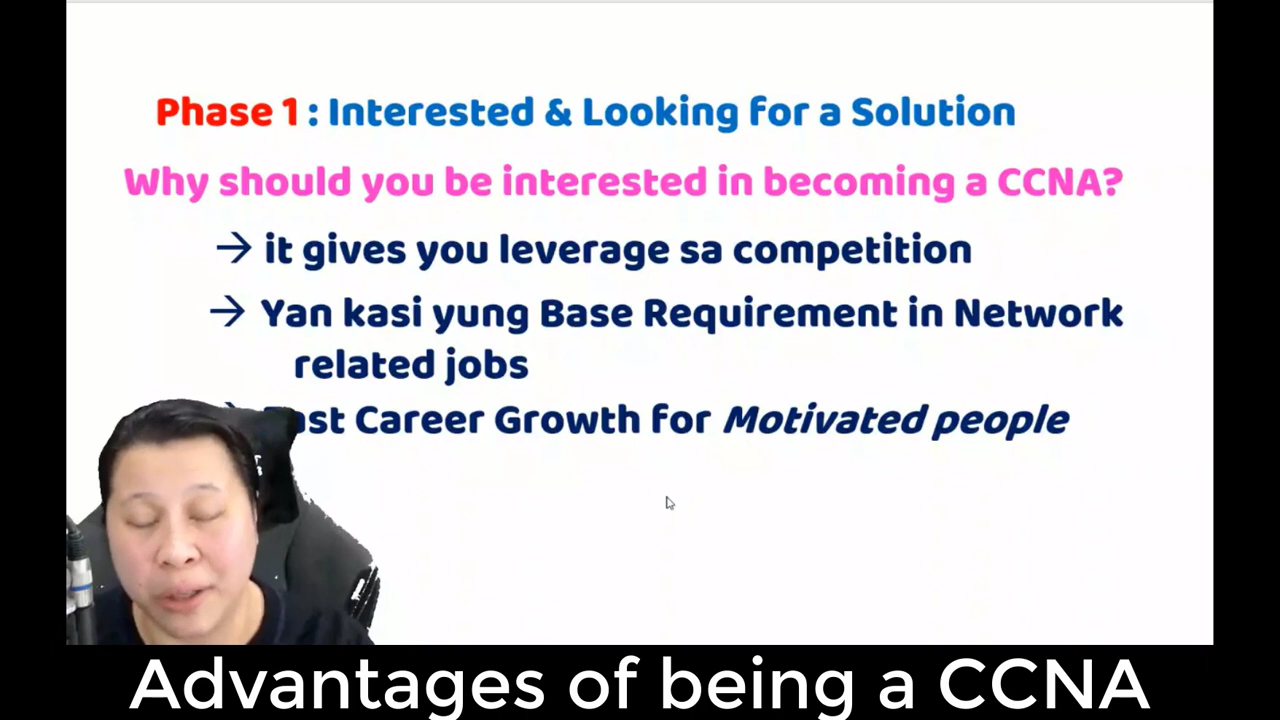 Phase 1 : Interested & Looking for a Solution
Why should you be interested in becoming a CCNA?
→ it gives you leverage sa competition
→ Yan kasi yung Base Requirement in Network
related jobs
Career Growth for Motivated people
Advantages of being a CCNA